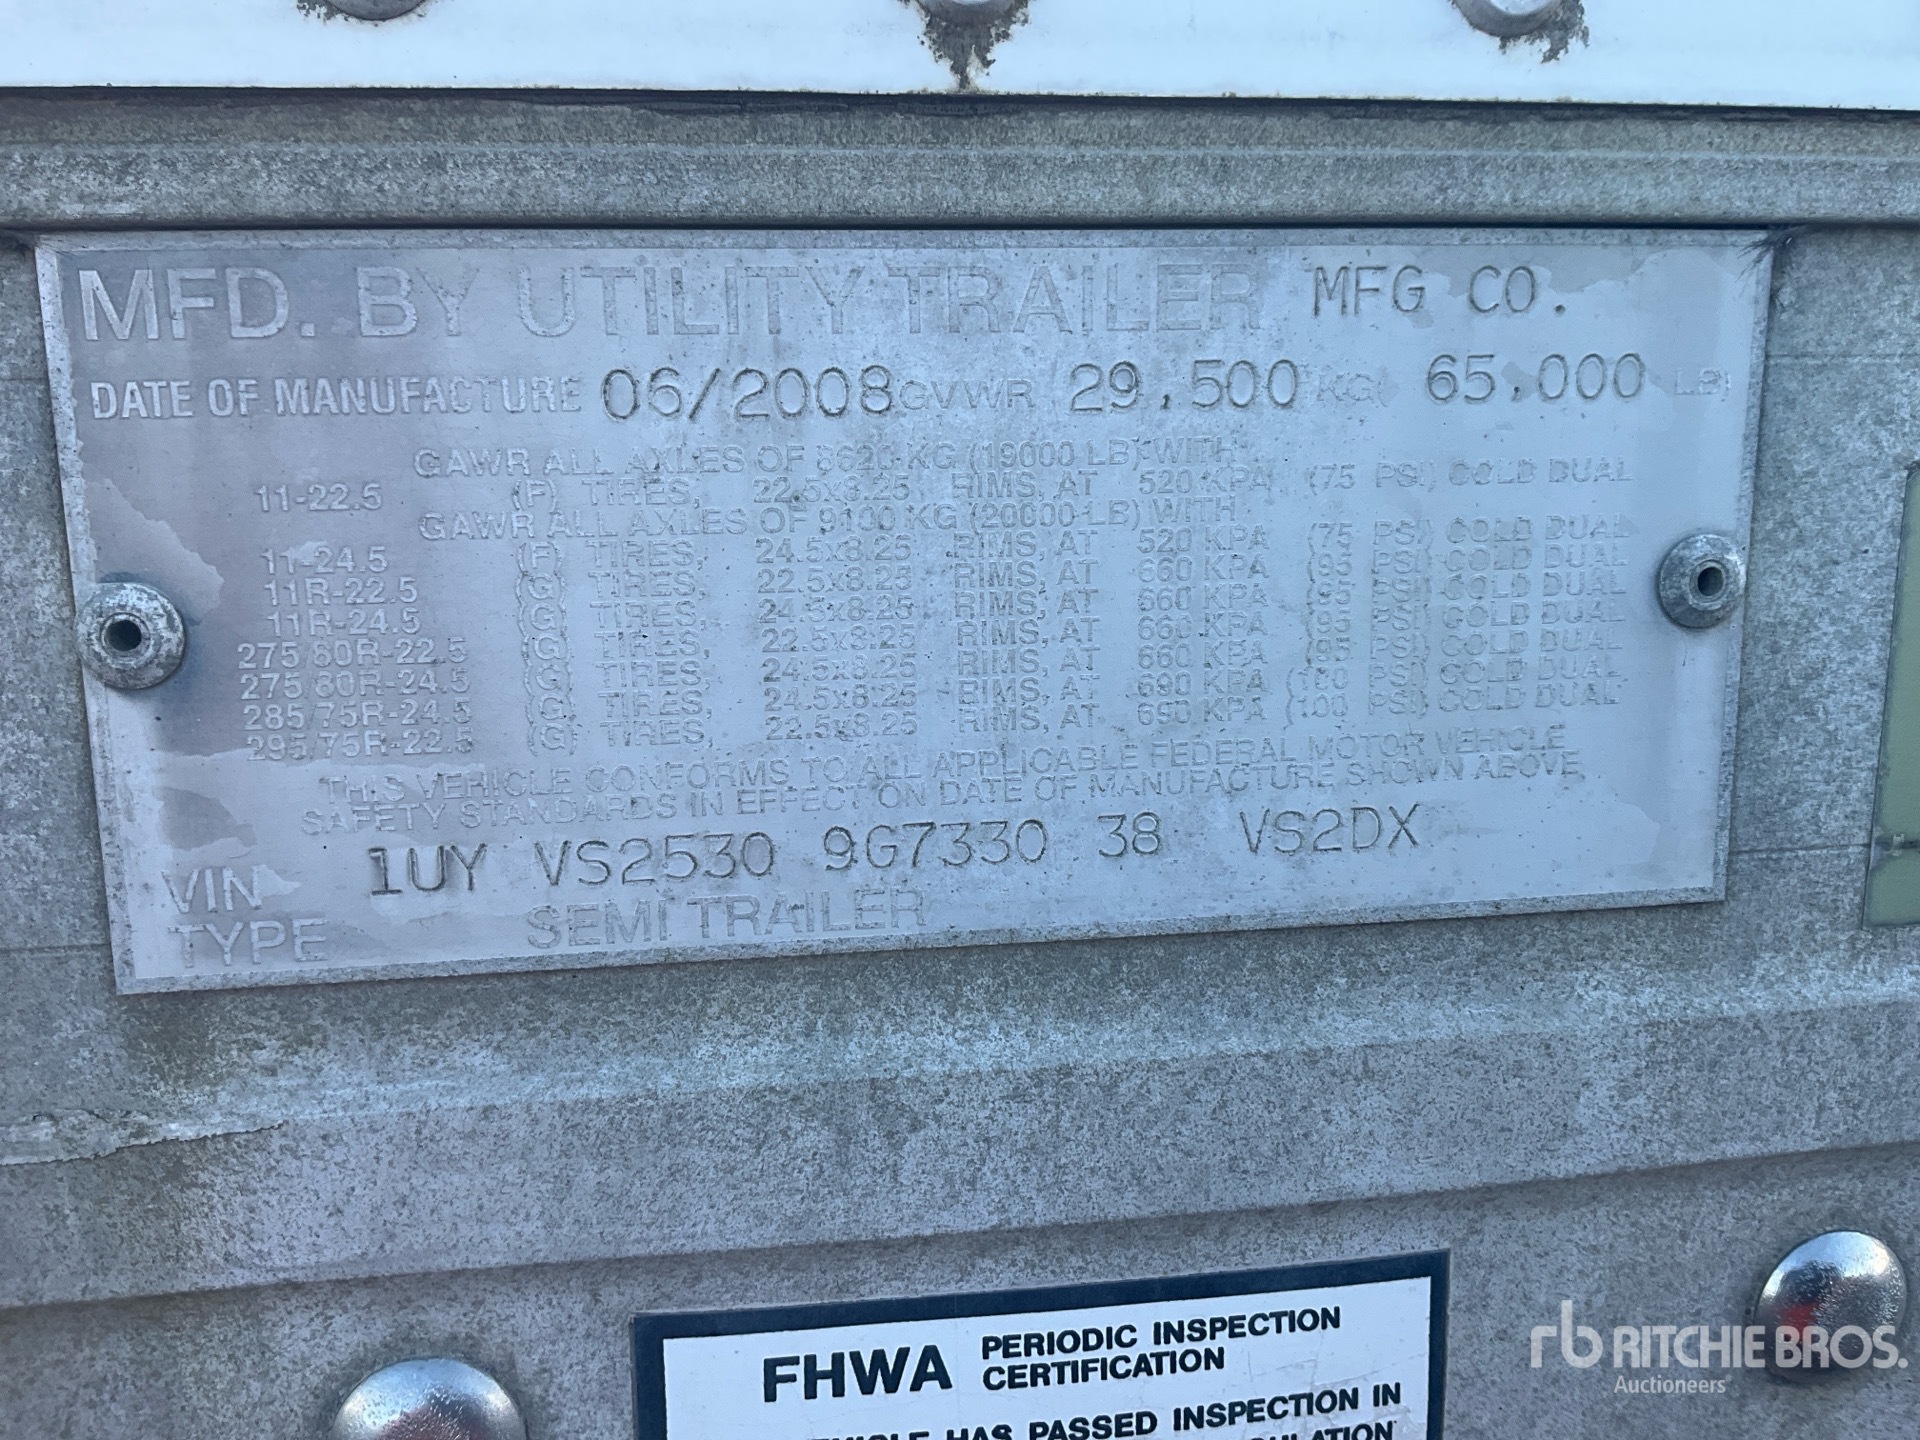 MFD. BY UTILITY TRAILER MFG CO.
DATE OF MANUFACTURE 06/2008 GVWR 29,500 KG( 65,000 LB)
GAWR ALL AXLES OF 8620 KG (19000 LB) WITH
11-22.5 (F) TIRES, 22.5x8.25 RIMS, AT 520 KPA (75 PSI) COLD DUAL
GAWR ALL AXLES OF 9100 KG (20000 LB) WITH
11-24.5 (F) TIRES, 24.5x8.25 RIMS, AT 520 KPA (75 PSI) COLD DUAL
11R-22.5 (G) TIRES, 22.5x8.25 RIMS, AT 660 KPA (95 PSI) COLD DUAL
11R-24.5 (G) TIRES, 24.5x8.25 RIMS, AT 660 KPA (95 PSI) COLD DUAL
275/80R-22.5 (G) TIRES, 22.5x8.25 RIMS, AT 660 KPA (95 PSI) COLD DUAL
275/80R-24.5 (G) TIRES, 24.5x8.25 RIMS, AT 660 KPA (95 PSI) COLD DUAL
285/75R-24.5 (G) TIRES, 24.5x8.25 RIMS, AT 690 KPA (100 PSI) COLD DUAL
295/75R-22.5 (G) TIRES, 22.5x8.25 RIMS, AT 690 KPA (100 PSI) COLD DUAL
THIS VEHICLE CONFORMS TO ALL APPLICABLE FEDERAL MOTOR VEHICLE
SAFETY STANDARDS IN EFFECT ON DATE OF MANUFACTURE SHOWN ABOVE
VIN 1UY VS2530 9G7330 38 VS2DX
TYPE SEMI TRAILER
FHWA PERIODIC INSPECTION
CERTIFICATION
VEHICLE HAS PASSED INSPECTION IN
rb RITCHIE BROS.
Auctioneers